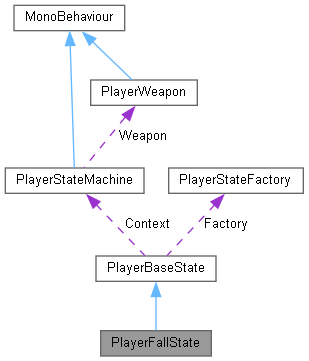 MonoBehaviour
PlayerWeapon
Weapon
PlayerStateMachine
PlayerStateFactory
Context
Factory
PlayerBaseState
PlayerFallState